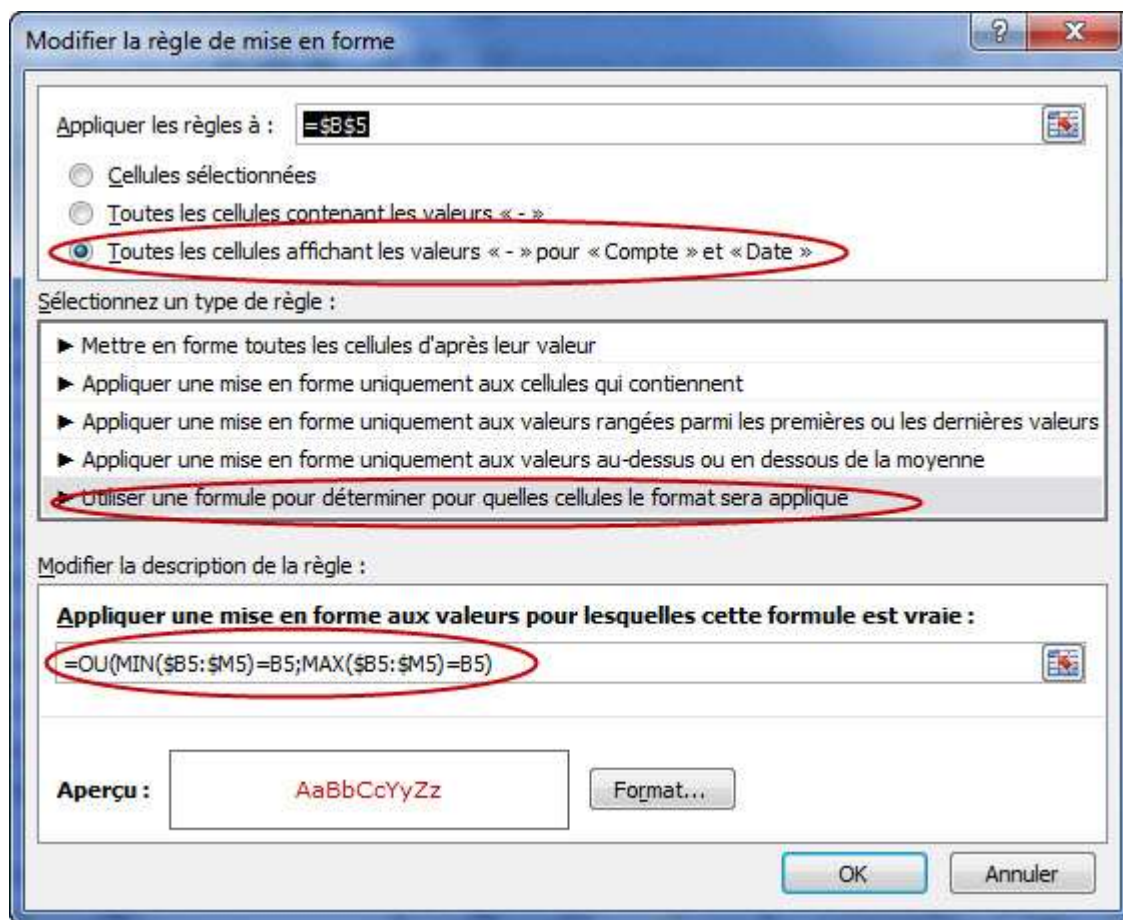 Modifier la règle de mise en forme
Appliquer les règles à : =$B$5
Cellules sélectionnées
Toutes les cellules contenant les valeurs « - »
Toutes les cellules affichant les valeurs « - » pour « Compte » et « Date »
Sélectionnez un type de règle :
► Mettre en forme toutes les cellules d'après leur valeur
► Appliquer une mise en forme uniquement aux cellules qui contiennent
► Appliquer une mise en forme uniquement aux valeurs rangées parmi les premières ou les dernières valeurs
► Appliquer une mise en forme uniquement aux valeurs au-dessus ou en dessous de la moyenne
► Utiliser une formule pour déterminer pour quelles cellules le format sera appliqué
Modifier la description de la règle :
Appliquer une mise en forme aux valeurs pour lesquelles cette formule est vraie :
=OU(MIN($B5:$M5)=B5;MAX($B5:$M5)=B5)
Aperçu : AaBbCcYyZz Format...
OK Annuler